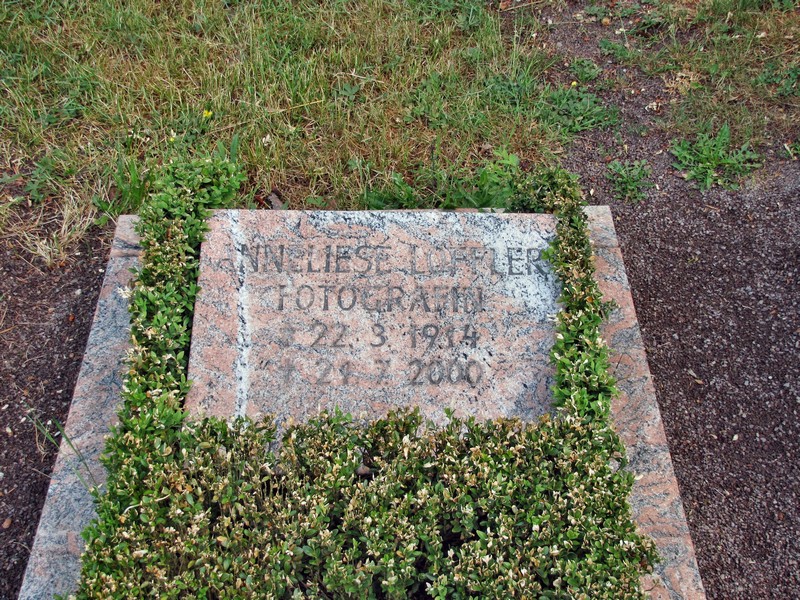 ANNELIESE LÖFFLER
FOTOGRAFIN
* 22. 3. 1914
† 21. 7. 2000